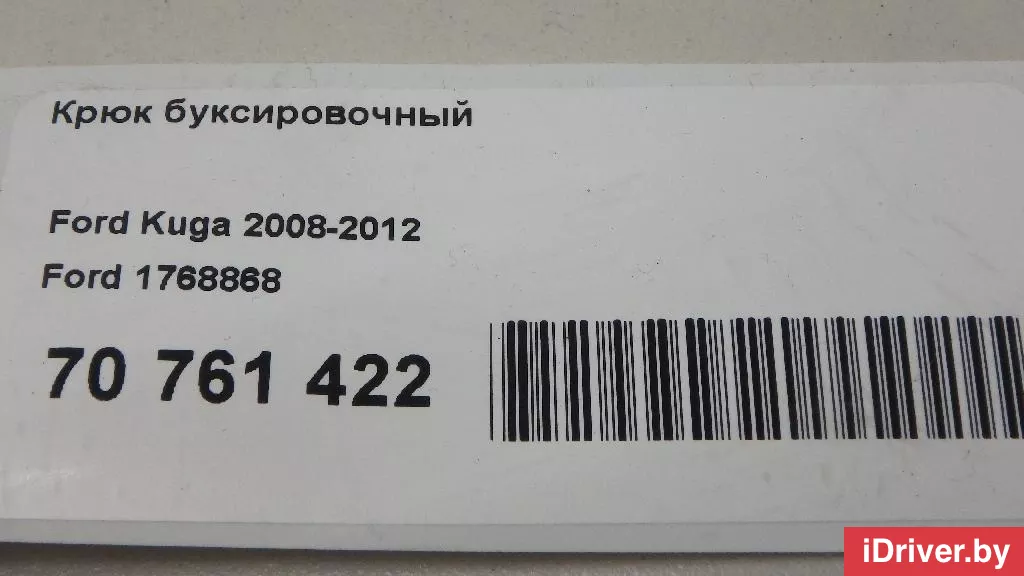 Крюк буксировочный
Ford Kuga 2008-2012
Ford 1768868
70 761 422
iDriver.by